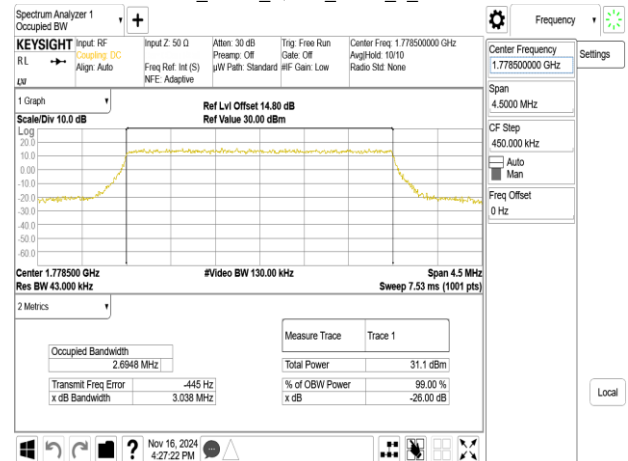 Spectrum Analyzer 1
Occupied BW
Frequency
KEYSIGHT
RL
LXI
Input: RF
Coupling: DC
Align: Auto
Input Z: 50 Ω
Freq Ref: Int (S)
NFE: Adaptive
Atten: 30 dB
Preamp: Off
µW Path: Standard
Trig: Free Run
Gate: Off
#IF Gain: Low
Center Freq: 1.778500000 GHz
Avg|Hold: 10/10
Radio Std: None
Center Frequency
1.778500000 GHz
Settings
Span
4.5000 MHz
CF Step
450.000 kHz
Auto
Man
Freq Offset
0 Hz
Local
1 Graph
Scale/Div 10.0 dB
Ref Lvl Offset 14.80 dB
Ref Value 30.00 dBm
Log
20.0
10.0
0.00
-10.0
-20.0
-30.0
-40.0
-50.0
-60.0
Center 1.778500 GHz
Res BW 43.000 kHz
#Video BW 130.00 kHz
Span 4.5 MHz
Sweep 7.53 ms (1001 pts)
2 Metrics
Occupied Bandwidth
2.6948 MHz
Transmit Freq Error -445 Hz
x dB Bandwidth 3.038 MHz
Measure Trace Trace 1
Total Power 31.1 dBm
% of OBW Power 99.00 %
x dB -26.00 dB
Nov 16, 2024
4:27:22 PM